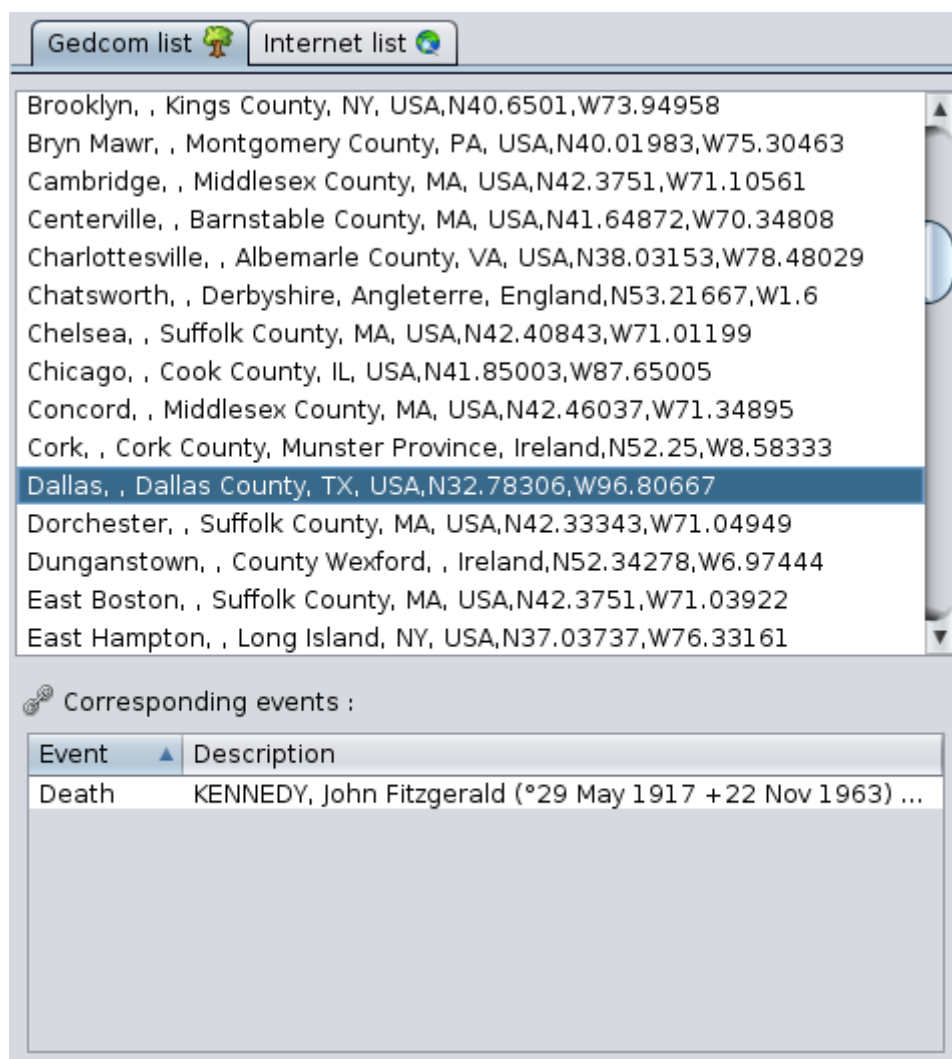 Gedcom list Internet list
Brooklyn, , Kings County, NY, USA,N40.6501,W73.94958
Bryn Mawr, , Montgomery County, PA, USA,N40.01983,W75.30463
Cambridge, , Middlesex County, MA, USA,N42.3751,W71.10561
Centerville, , Barnstable County, MA, USA,N41.64872,W70.34808
Charlottesville, , Albemarle County, VA, USA,N38.03153,W78.48029
Chatsworth, , Derbyshire, Angleterre, England,N53.21667,W1.6
Chelsea, , Suffolk County, MA, USA,N42.40843,W71.01199
Chicago, , Cook County, IL, USA,N41.85003,W87.65005
Concord, , Middlesex County, MA, USA,N42.46037,W71.34895
Cork, , Cork County, Munster Province, Ireland,N52.25,W8.58333
Dallas, , Dallas County, TX, USA,N32.78306,W96.80667
Dorchester, , Suffolk County, MA, USA,N42.33343,W71.04949
Dunganstown, , County Wexford, , Ireland,N52.34278,W6.97444
East Boston, , Suffolk County, MA, USA,N42.3751,W71.03922
East Hampton, , Long Island, NY, USA,N37.03737,W76.33161
Corresponding events :
Event Description
Death KENNEDY, John Fitzgerald (°29 May 1917 +22 Nov 1963) ...